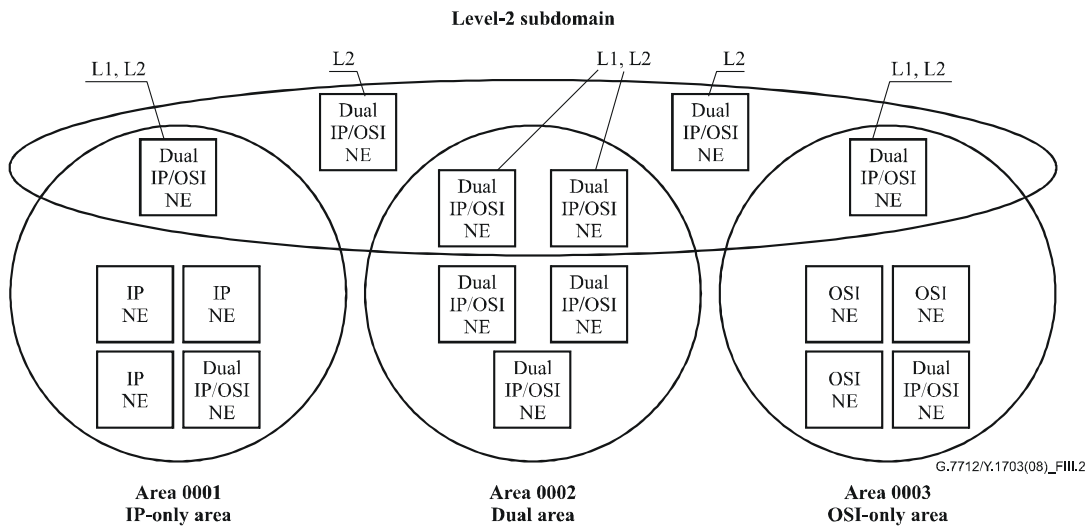 Level-2 subdomain
L1, L2
L2
L1, L2
L2
L1, L2
Dual
IP/OSI
NE
Dual
IP/OSI
NE
Dual
IP/OSI
NE
Dual
IP/OSI
NE
Dual
IP/OSI
NE
Dual
IP/OSI
NE
IP
NE
IP
NE
IP
NE
Dual
IP/OSI
NE
Dual
IP/OSI
NE
Dual
IP/OSI
NE
Dual
IP/OSI
NE
OSI
NE
OSI
NE
OSI
NE
Dual
IP/OSI
NE
G.7712/Y.1703(08)_FIII.2
Area 0001
IP-only area
Area 0002
Dual area
Area 0003
OSI-only area